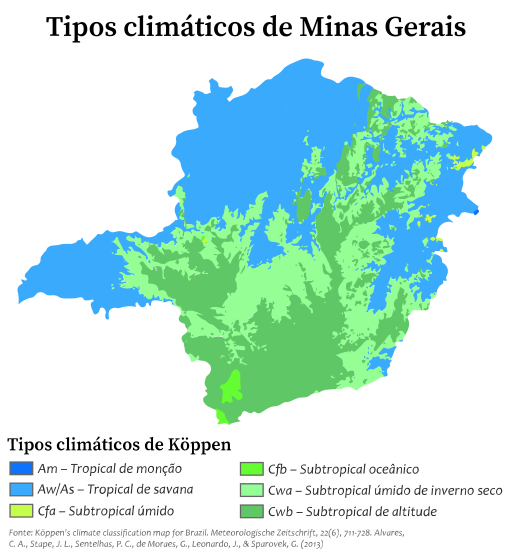 Tipos climáticos de Minas Gerais
Tipos climáticos de Köppen
Am – Tropical de monção
Aw/As – Tropical de savana
Cfa – Subtropical úmido
Cfb – Subtropical oceânico
Cwa – Subtropical úmido de inverno seco
Cwb – Subtropical de altitude
Fonte: Köppen's climate classification map for Brazil. Meteorologische Zeitschrift, 22(6), 711-728. Alvares,
C. A., Stape, J. L., Sentelhas, P. C., de Moraes, G., Leonardo, J., & Sparovek, G. (2013)